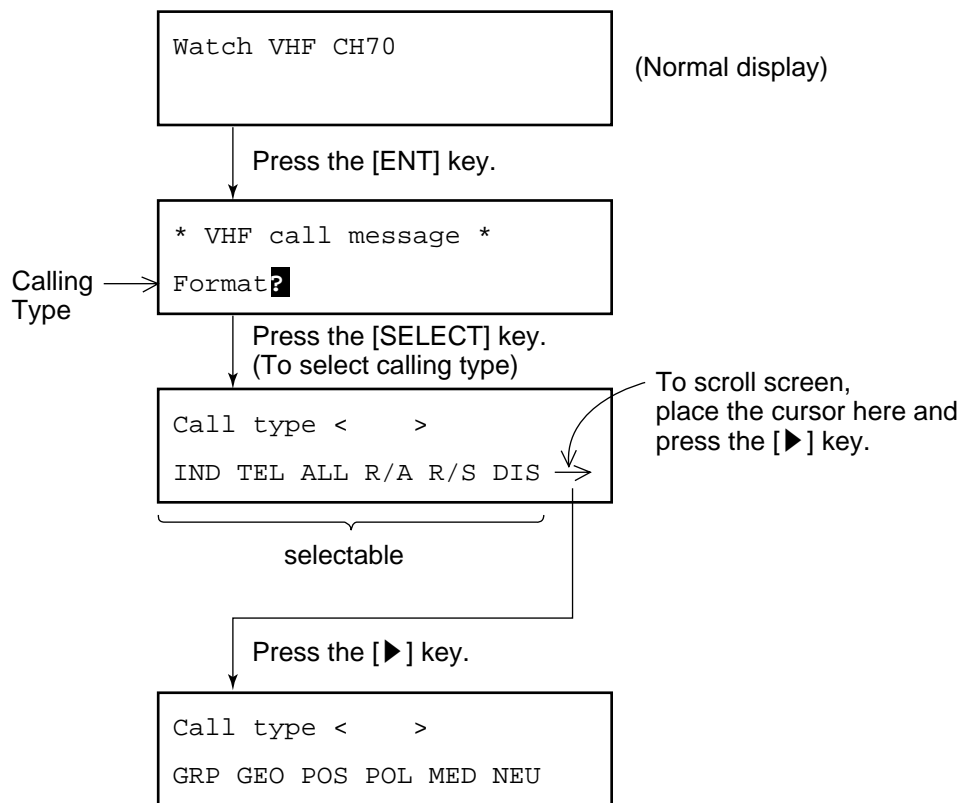 Watch VHF CH70
(Normal display)
Press the [ENT] key.
* VHF call message *
Calling
Type
Format?
Press the [SELECT] key.
(To select calling type)
Call type <    >
IND TEL ALL R/A R/S DIS
To scroll screen,
place the cursor here and
press the [▶] key.
selectable
Press the [▶] key.
Call type <    >
GRP GEO POS POL MED NEU